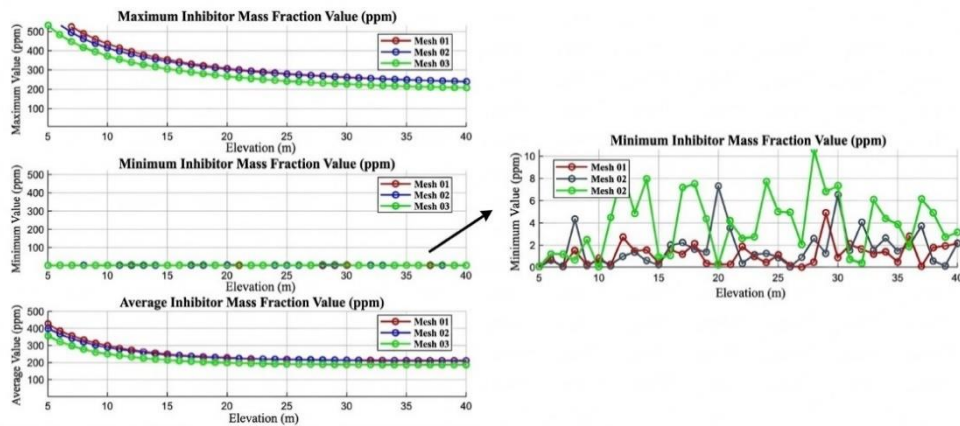 Maximum Inhibitor Mass Fraction Value (ppm)
Maximum Value (ppm)
500
400
300
200
100
Mesh 01
Mesh 02
Mesh 03
5 10 15 20 25 30 35 40
Elevation (m)
Minimum Inhibitor Mass Fraction Value (ppm)
Minimum Value (ppm)
500
400
300
200
100
Mesh 01
Mesh 02
Mesh 03
5 10 15 20 25 30 35 40
Elevation (m)
Average Inhibitor Mass Fraction Value (ppm)
Average Value (ppm)
500
400
300
200
100
Mesh 01
Mesh 02
Mesh 03
5 10 15 20 25 30 35 40
Elevation (m)
Minimum Inhibitor Mass Fraction Value (ppm)
Minimum Value (ppm)
10
8
6
4
2
0
Mesh 01
Mesh 02
Mesh 02
5 10 15 20 25 30 35 40
Elevation (m)